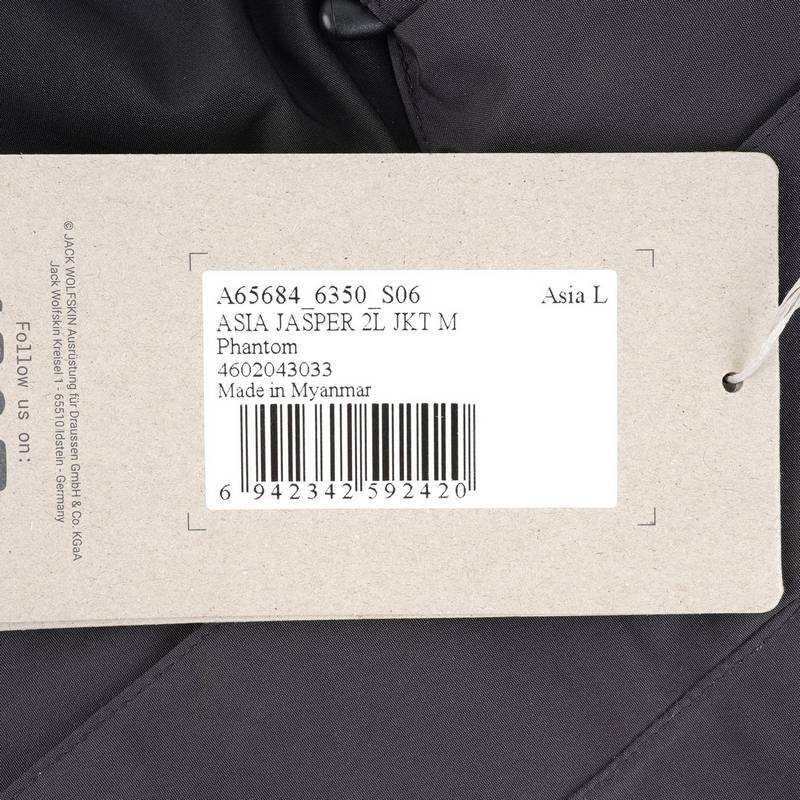 A65684_6350_S06 Asia L
ASIA JASPER 2L JKT M
Phantom
4602043033
Made in Myanmar
6 942342 592420
© JACK WOLFSKIN Ausrüstung für Draussen GmbH & Co. KGaA
Jack Wolfskin Kreisel 1 - 65510 Idstein - Germany
Follow us on: